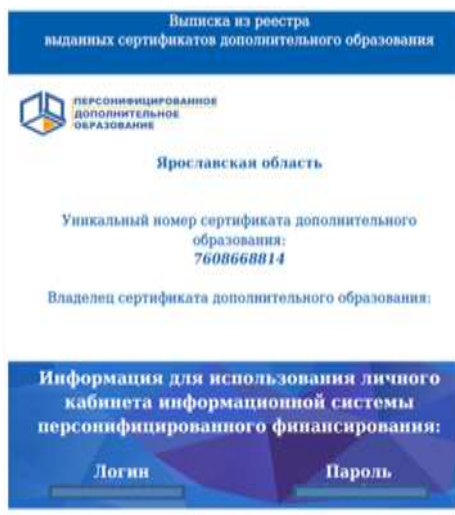 Выписка из реестра
выданных сертификатов дополнительного образования
ПЕРСОНИФИЦИРОВАННОЕ
ДОПОЛНИТЕЛЬНОЕ
ОБРАЗОВАНИЕ
Ярославская область
Уникальный номер сертификата дополнительного
образования:
7608668814
Владелец сертификата дополнительного образования:
Информация для использования личного
кабинета информационной системы
персонифицированного финансирования:
Логин Пароль